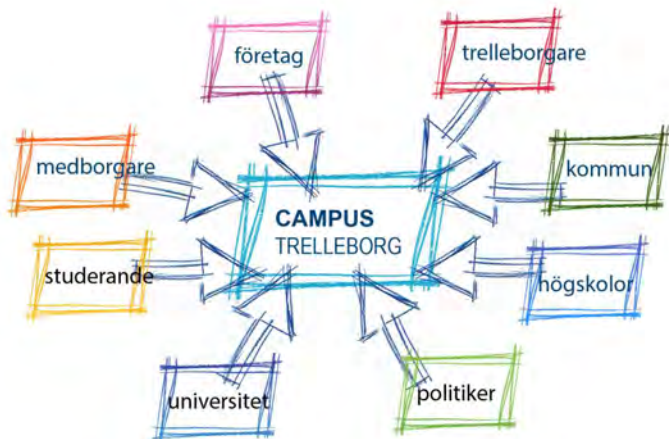 företag
trelleborgare
medborgare
kommun
CAMPUS
TRELLEBORG
studerande
högskolor
universitet
politiker